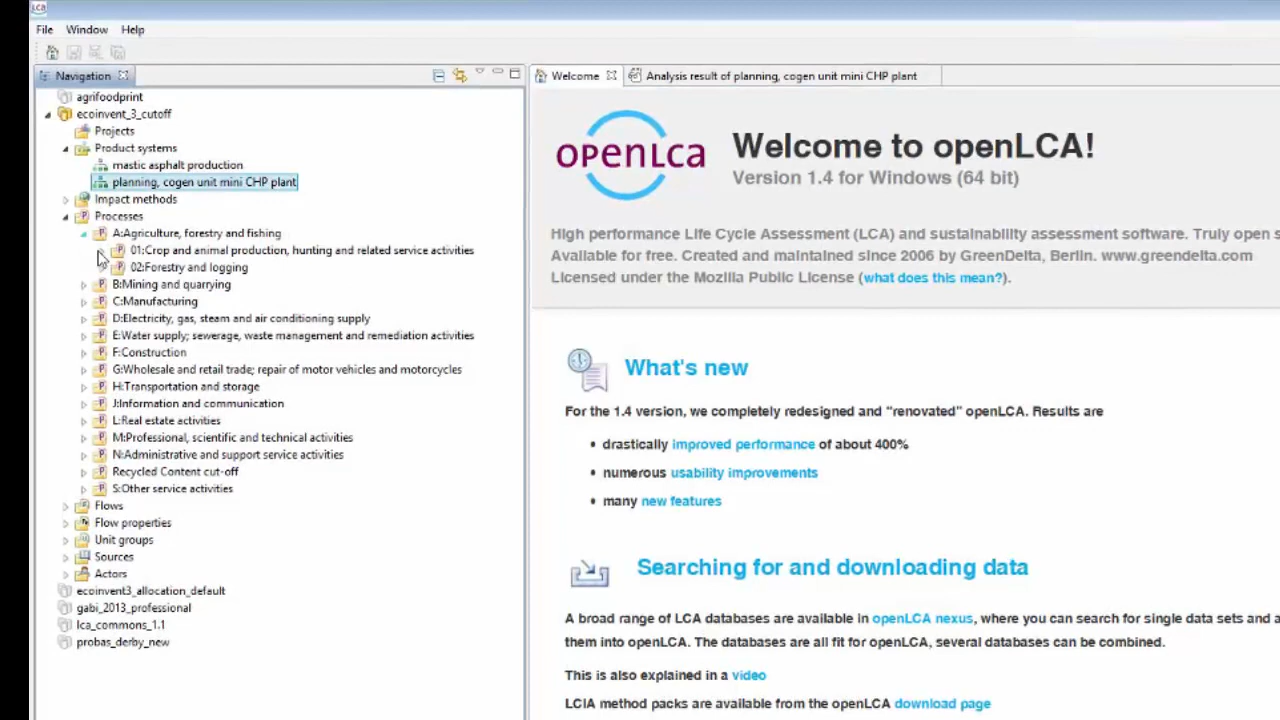 LCA
File Window Help
Navigation
agrifoodprint
ecoinvent_3_cutoff
Projects
Product systems
mastic asphalt production
planning, cogen unit mini CHP plant
Impact methods
Processes
A:Agriculture, forestry and fishing
01:Crop and animal production, hunting and related service activities
02:Forestry and logging
B:Mining and quarrying
C:Manufacturing
D:Electricity, gas, steam and air conditioning supply
E:Water supply; sewerage, waste management and remediation activities
F:Construction
G:Wholesale and retail trade; repair of motor vehicles and motorcycles
H:Transportation and storage
J:Information and communication
L:Real estate activities
M:Professional, scientific and technical activities
N:Administrative and support service activities
Recycled Content cut-off
S:Other service activities
Flows
Flow properties
Unit groups
Sources
Actors
ecoinvent3_allocation_default
gabi_2013_professional
lca_commons_1.1
probas_derby_new
Welcome Analysis result of planning, cogen unit mini CHP plant
openLCA
Welcome to openLCA!
Version 1.4 for Windows (64 bit)
High performance Life Cycle Assessment (LCA) and sustainability assessment software. Truly open s
Available for free. Created and maintained since 2006 by GreenDelta, Berlin. www.greendelta.com
Licensed under the Mozilla Public License (what does this mean?).
What's new
For the 1.4 version, we completely redesigned and "renovated" openLCA. Results are
• drastically improved performance of about 400%
• numerous usability improvements
• many new features
Searching for and downloading data
A broad range of LCA databases are available in openLCA nexus, where you can search for single data sets and a
them into openLCA. The databases are all fit for openLCA, several databases can be combined.
This is also explained in a video
LCIA method packs are available from the openLCA download page